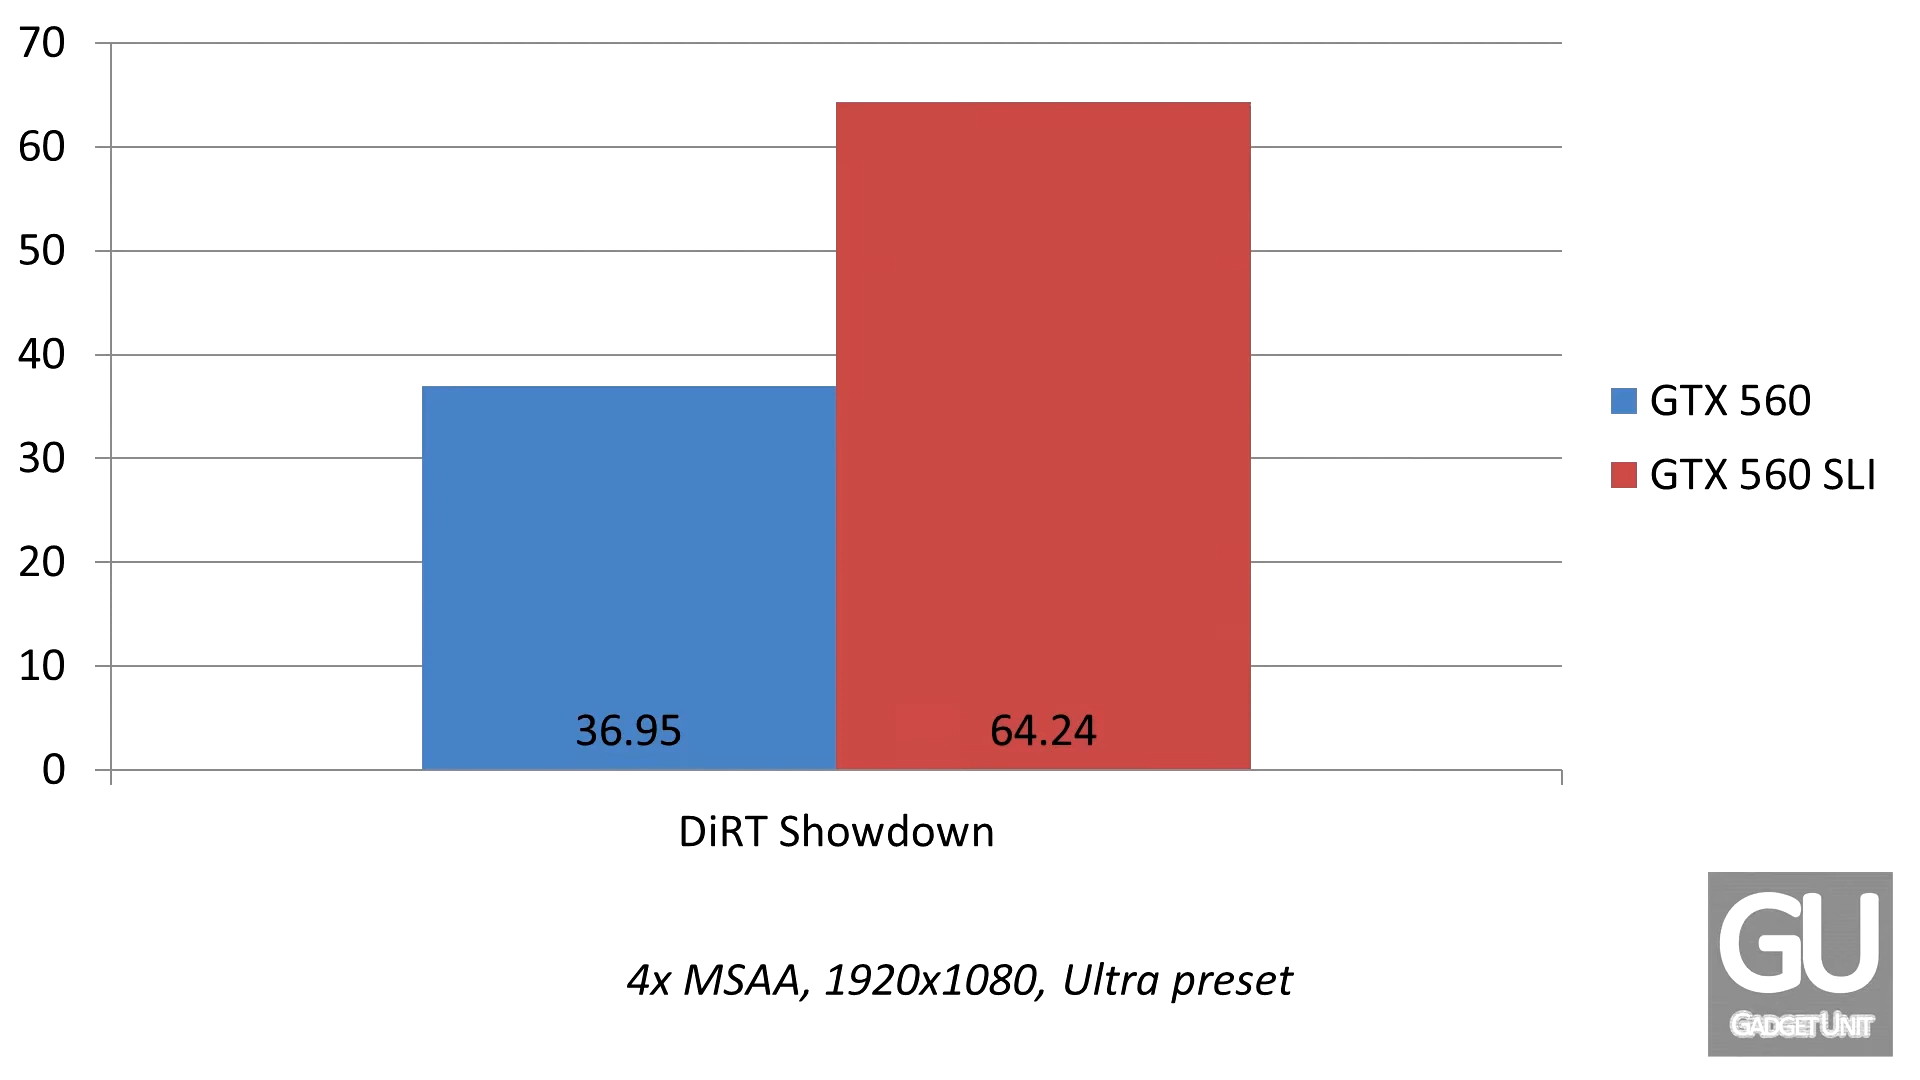 70
60
50
40
30
20
10
0
36.95
64.24
DiRT Showdown
GTX 560
GTX 560 SLI
4x MSAA, 1920x1080, Ultra preset
GU
GADGETUNIT